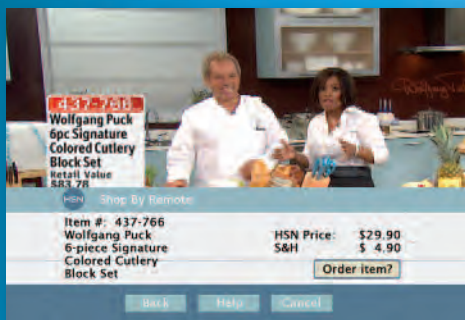 437-766
Wolfgang Puck
6pc Signature
Colored Cutlery
Block Set
Retail Value
$83.78
HSN Shop By Remote
Item #: 437-766
Wolfgang Puck
6-piece Signature
Colored Cutlery
Block Set
HSN Price: $29.90
S&H $ 4.90
Order item?
Back Help Cancel